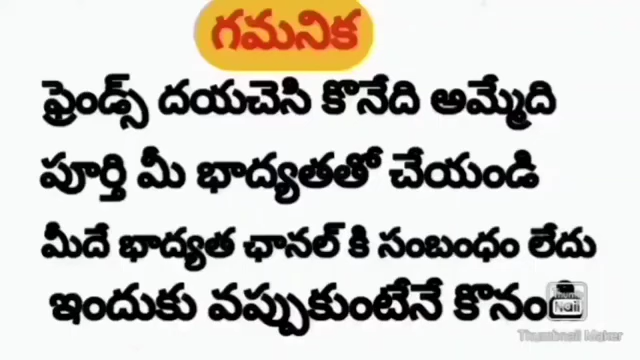 గమనిక
ఫ్రెండ్స్ దయచేసి కొనేది అమ్మేది
పూర్తి మీ భాద్యతతో చేయండి
మీదే భాద్యత ఛానల్ కి సంబంధం లేదు
ఇందుకు వప్పుకుంటేనే కొనం
Thumbnail Maker